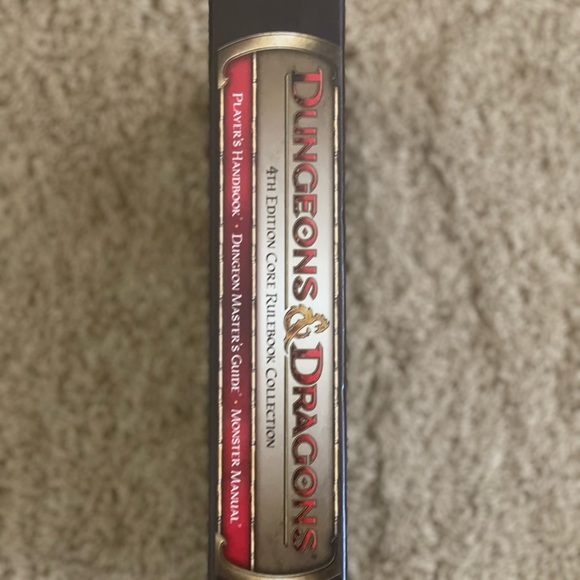 DUNGEONS & DRAGONS
4TH EDITION CORE RULEBOOK COLLECTION
PLAYER'S HANDBOOK® • DUNGEON MASTER'S GUIDE® • MONSTER MANUAL®